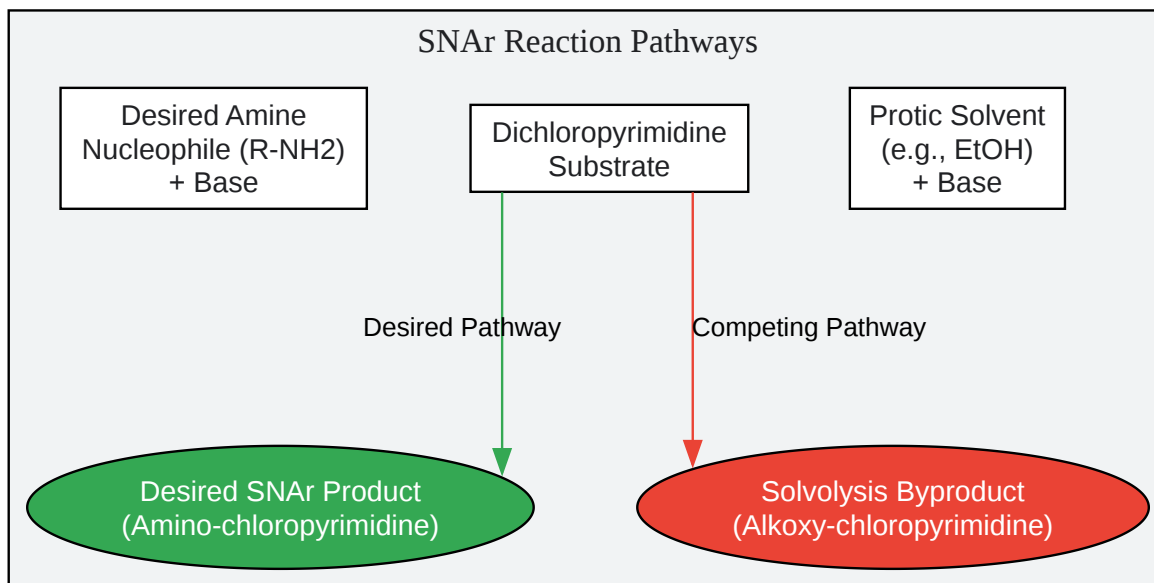 SNAr Reaction Pathways
Desired Amine
Nucleophile (R-NH2)
+ Base
Dichloropyrimidine
Substrate
Protic Solvent
(e.g., EtOH)
+ Base
Desired Pathway
Competing Pathway
Desired SNAr Product
(Amino-chloropyrimidine)
Solvolysis Byproduct
(Alkoxy-chloropyrimidine)